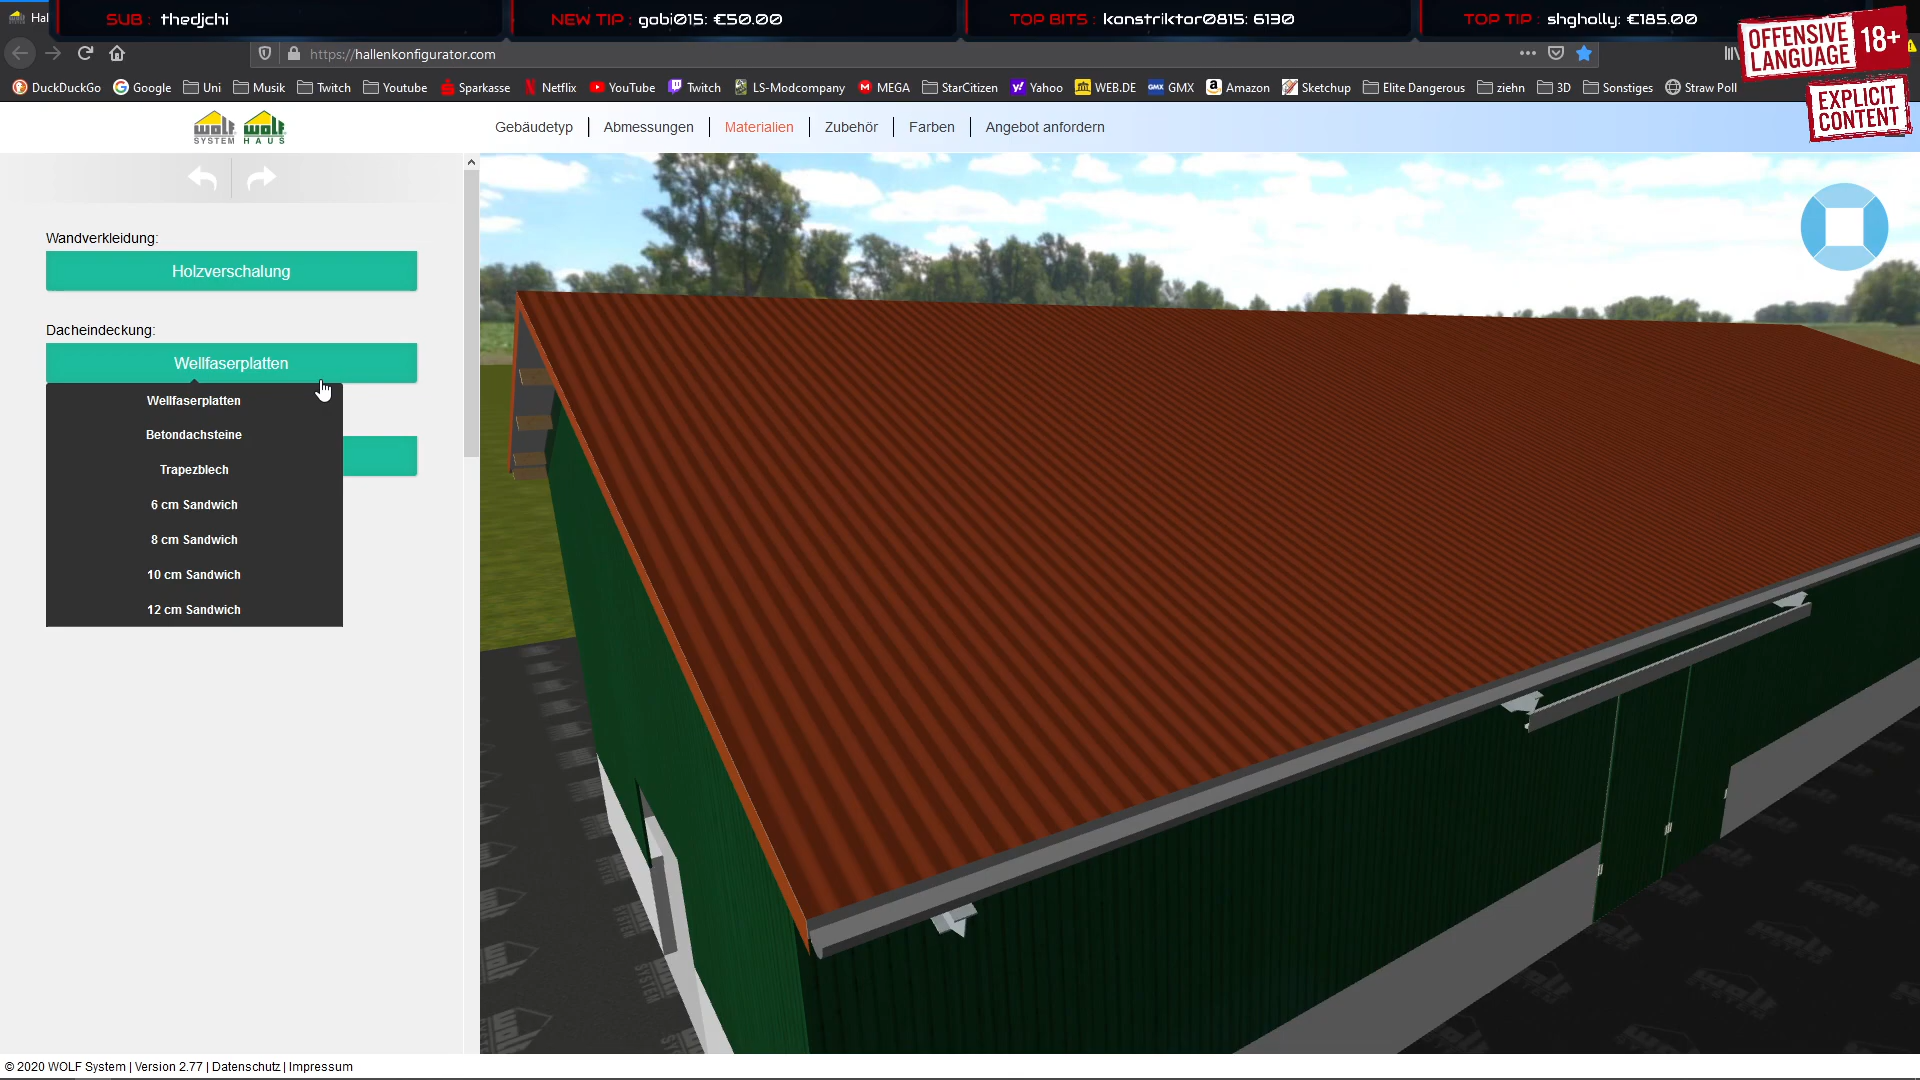 SUB : thedjchi
NEW TIP : gobi015: €50.00
TOP BITS : konstriktor0815: 6130
TOP TIP : shgholly: €185.00
OFFENSIVE LANGUAGE 18+
EXPLICIT CONTENT
Hal
https://hallenkonfigurator.com
DuckDuckGo Google Uni Musik Twitch Youtube Sparkasse Netflix YouTube Twitch LS-Modcompany MEGA StarCitizen Yahoo WEB.DE GMX Amazon Sketchup Elite Dangerous ziehn 3D Sonstiges Straw Poll
wolf SYSTEM wolf HAUS
Gebäudetyp Abmessungen Materialien Zubehör Farben Angebot anfordern
Wandverkleidung:
Holzverschalung
Dacheindeckung:
Wellfaserplatten
Wellfaserplatten
Betondachsteine
Trapezblech
6 cm Sandwich
8 cm Sandwich
10 cm Sandwich
12 cm Sandwich
© 2020 WOLF System | Version 2.77 | Datenschutz | Impressum